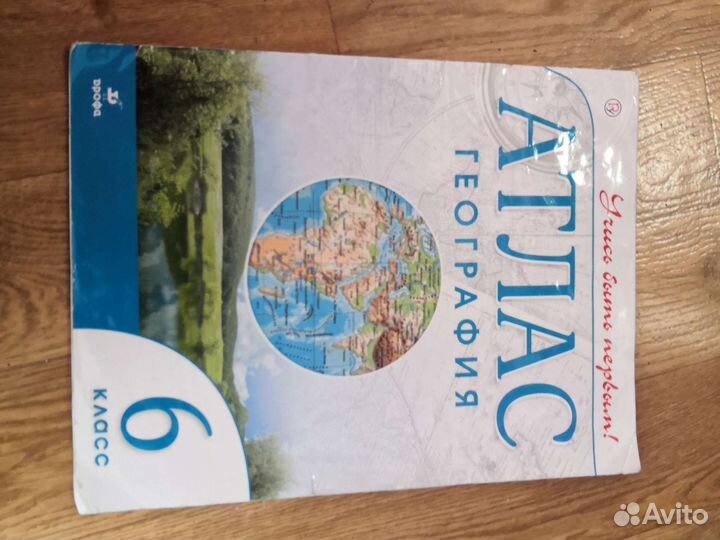 Учись быть первым!
АТЛАС
ГЕОГРАФИЯ
6
класс
дрофа
Avito